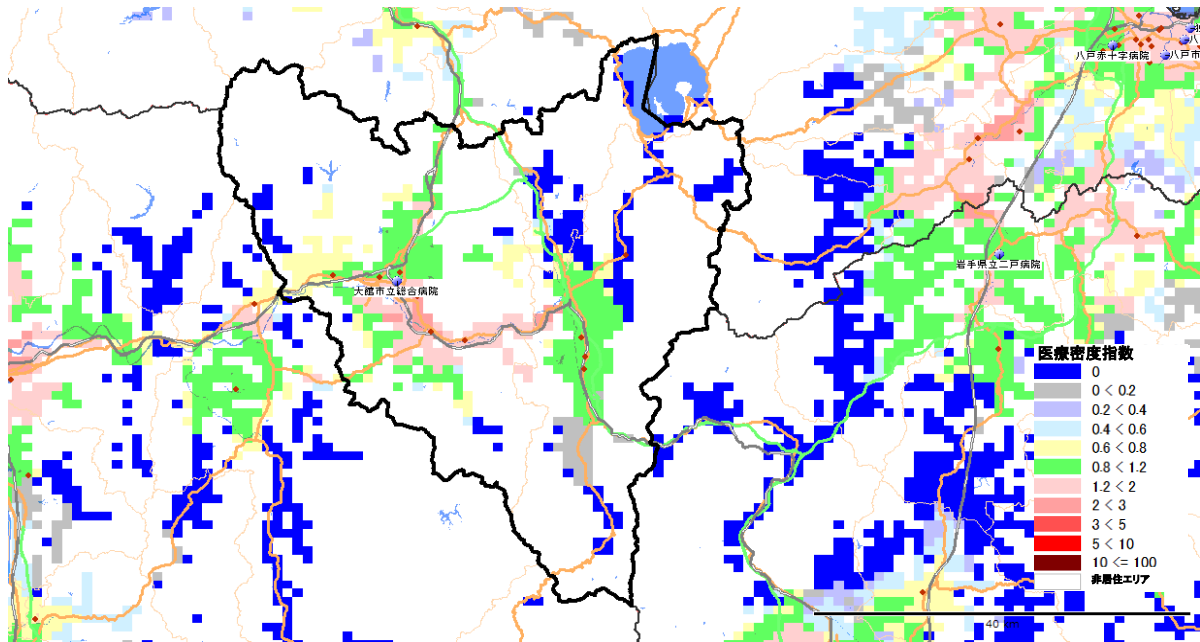 八戸赤十字病院
八戸市
岩手県立二戸病院
大館市立総合病院
医療密度指数
0
0 < 0.2
0.2 < 0.4
0.4 < 0.6
0.6 < 0.8
0.8 < 1.2
1.2 < 2
2 < 3
3 < 5
5 < 10
10 <= 100
非居住エリア